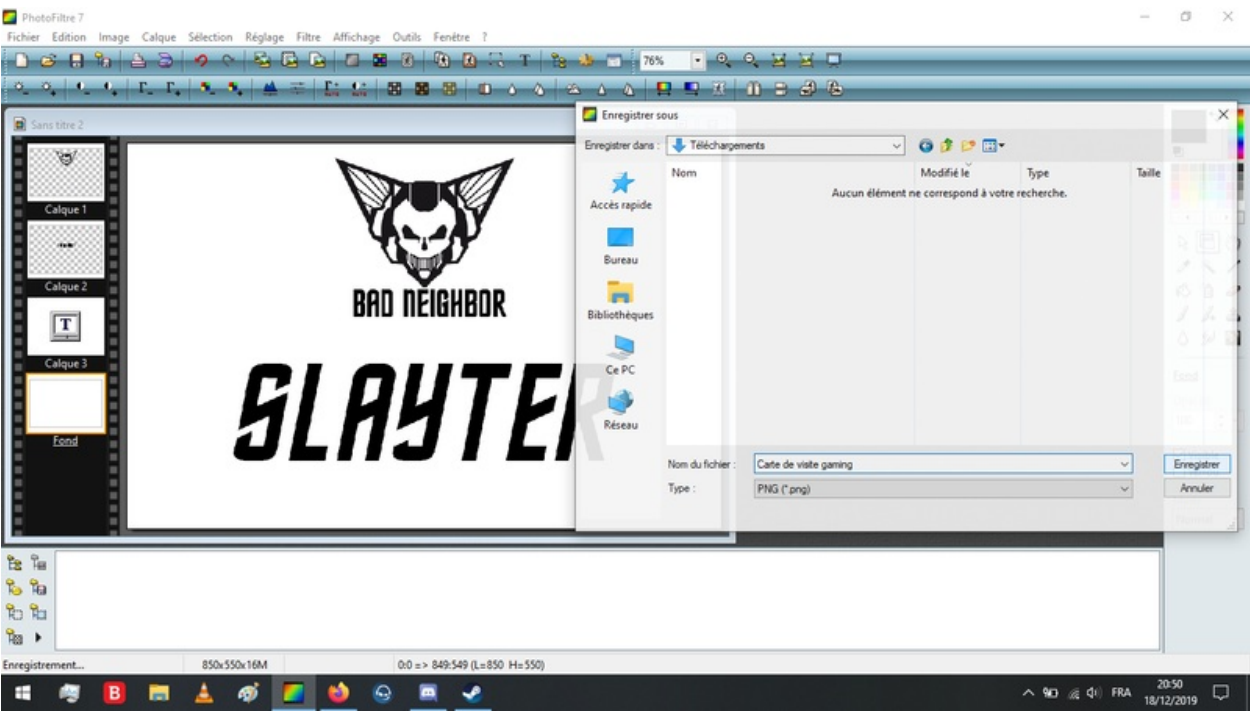 PhotoFiltre 7
Fichier Edition Image Calque Sélection Réglage Filtre Affichage Outils Fenêtre ?
76%
Sans titre 2
Calque 1
Calque 2
T
Calque 3
Fond
BAD NEIGHBOR
SLAYTER
Enregistrer sous
Enregistrer dans : Téléchargements
Nom Modifié le Type Taille
Aucun élément ne correspond à votre recherche.
Accès rapide
Bureau
Bibliothèques
Ce PC
Réseau
Nom du fichier : Carte de visite gaming
Enregistrer
Type : PNG (*.png)
Annuler
Fond
Enregistrement... 850x550x16M 0:0 => 849:549 (L=850 H=550)
B
FRA
20:50
18/12/2019